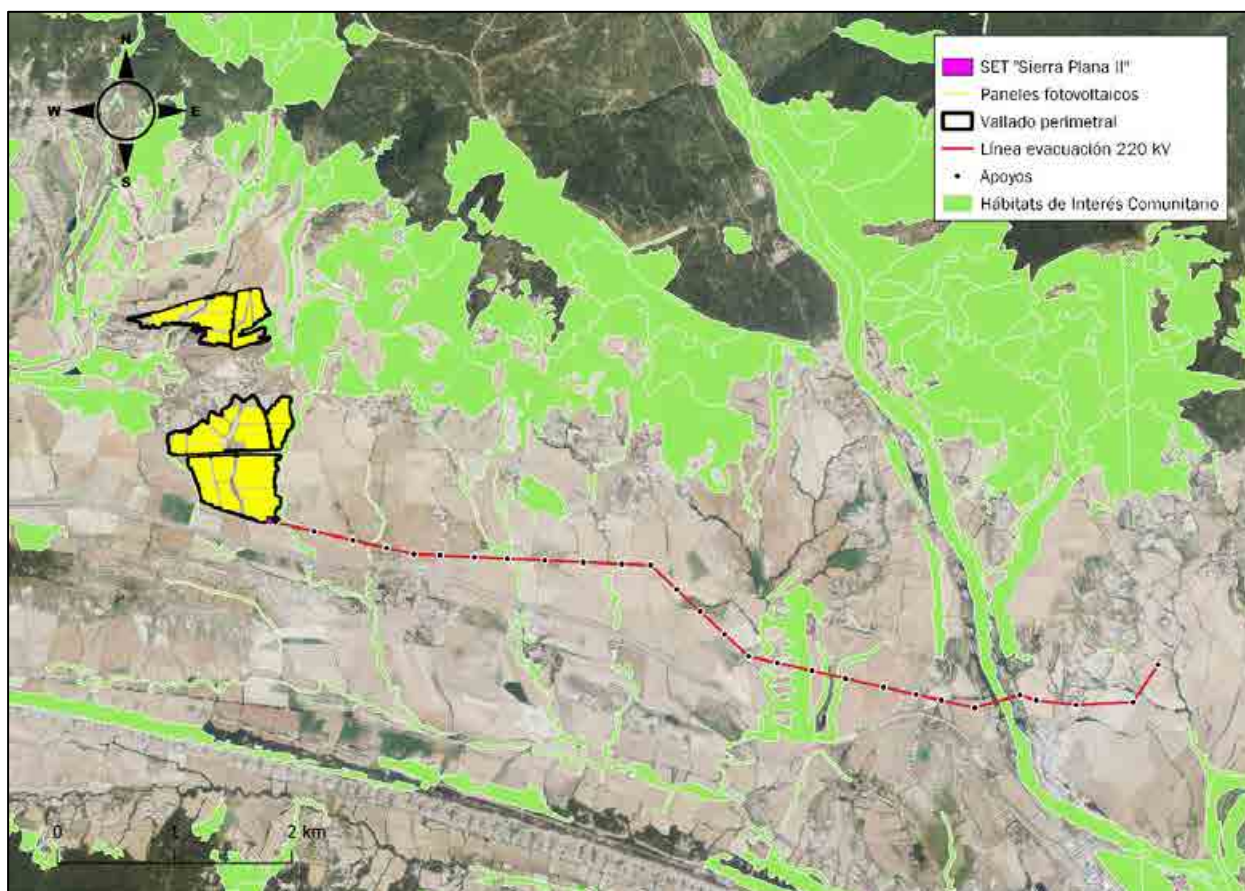 N
W E
S
SET "Sierra Plana II"
Paneles fotovoltaicos
Vallado perimetral
Línea evacuación 220 kV
Apoyos
Hábitats de Interés Comunitario
0 1 2 km